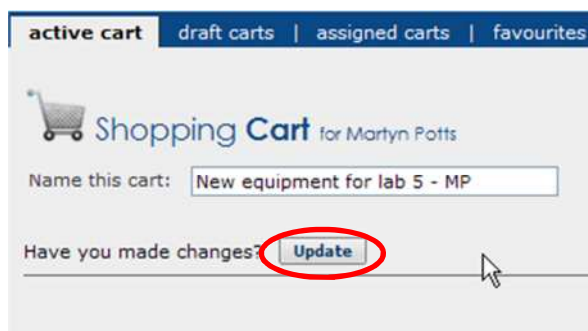 active cart draft carts | assigned carts | favourites
Shopping Cart for Martyn Potts
Name this cart: New equipment for lab 5 - MP
Have you made changes? Update